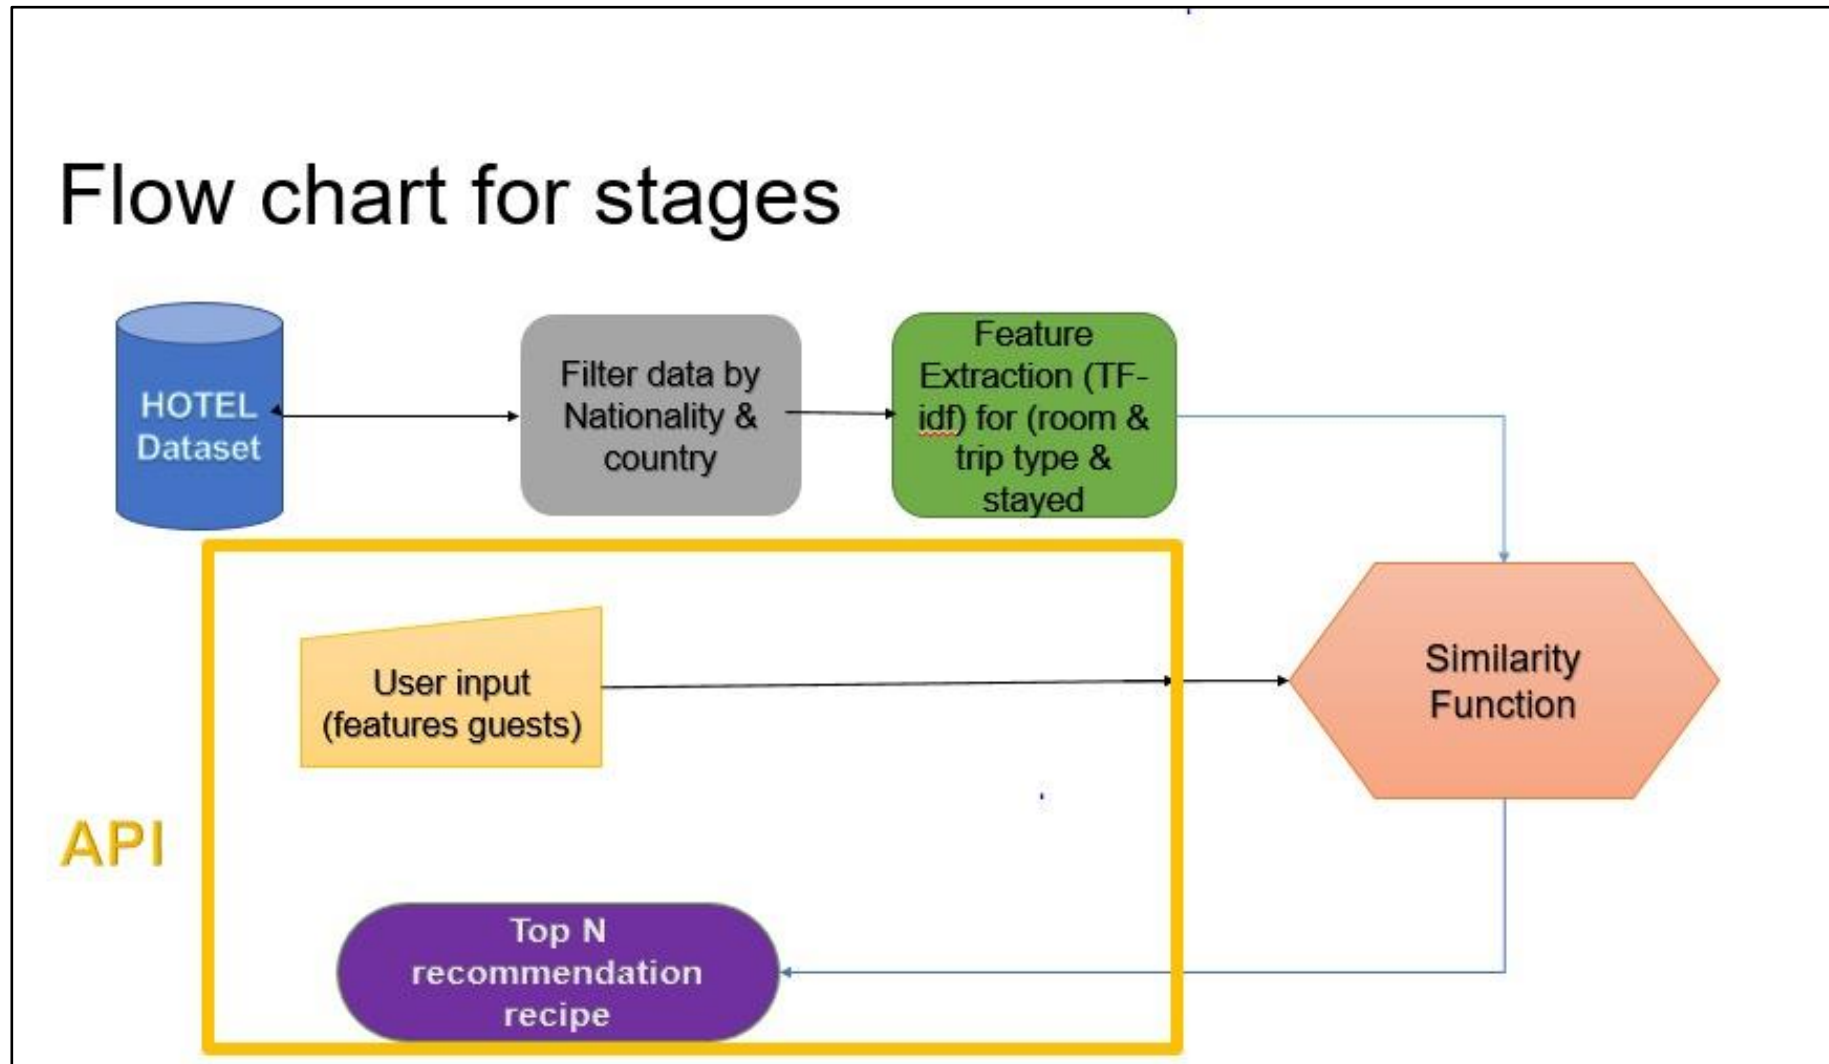 Flow chart for stages
HOTEL
Dataset
Filter data by
Nationality &
country
Feature
Extraction (TF-
idf) for (room &
trip type &
stayed
User input
(features guests)
Similarity
Function
API
Top N
recommendation
recipe